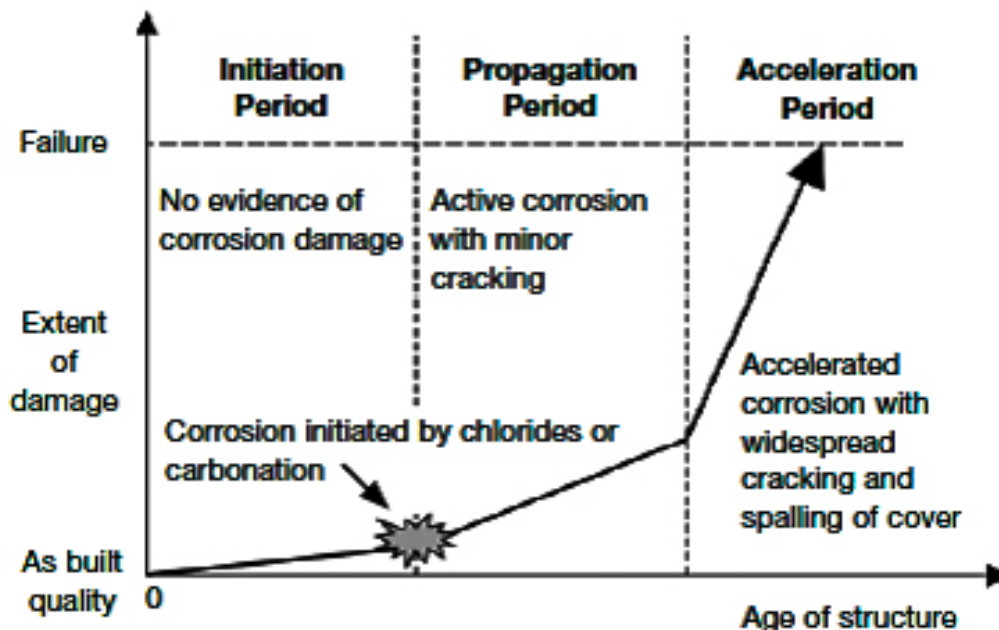 Initiation
Period
Propagation
Period
Acceleration
Period
Failure
No evidence of
corrosion damage
Active corrosion
with minor
cracking
Extent
of
damage
Corrosion initiated by chlorides or
carbonation
Accelerated
corrosion with
widespread
cracking and
spalling of cover
As built
quality
0
Age of structure